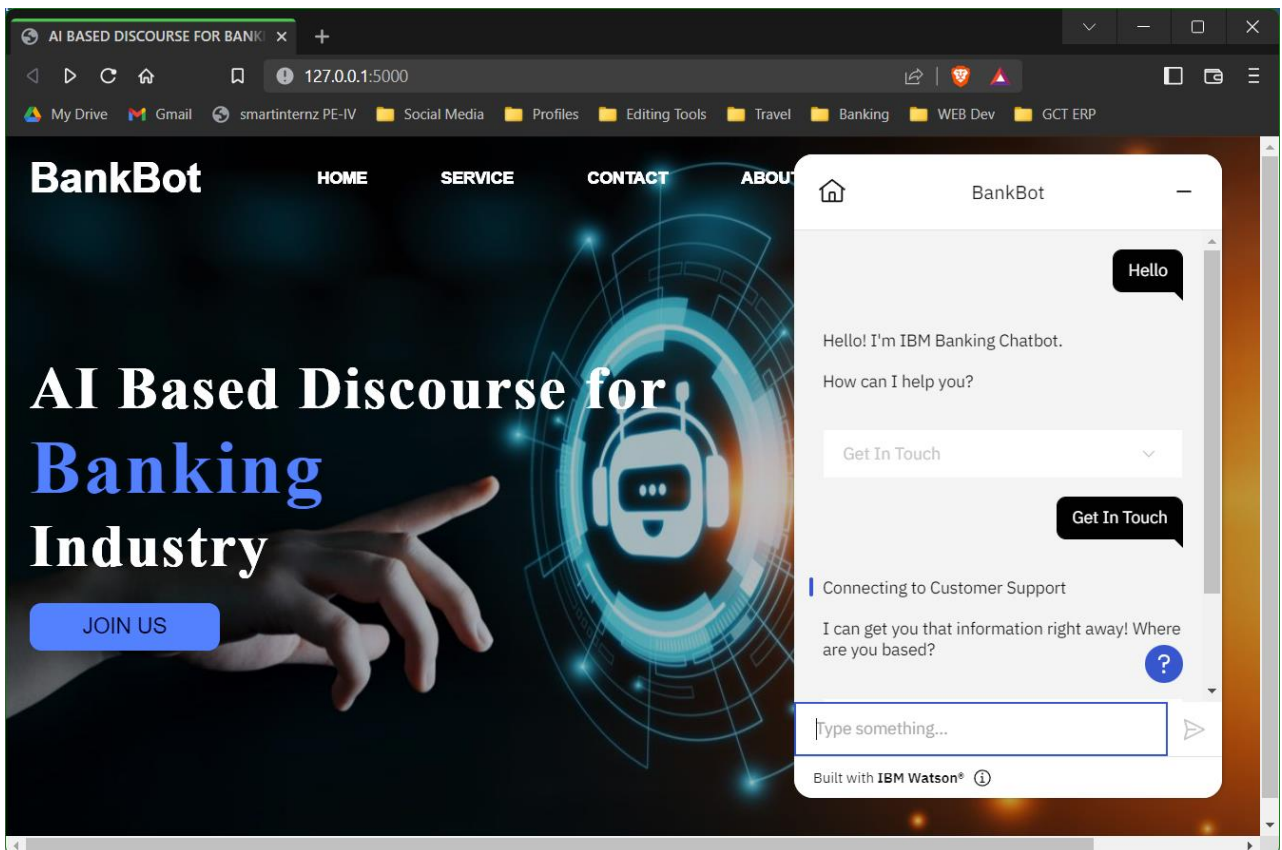 AI BASED DISCOURSE FOR BANKI
127.0.0.1:5000
My Drive Gmail smartinternz PE-IV Social Media Profiles Editing Tools Travel Banking WEB Dev GCT ERP
BankBot HOME SERVICE CONTACT ABOU
AI Based Discourse for
Banking
Industry
JOIN US
BankBot
Hello
Hello! I'm IBM Banking Chatbot.
How can I help you?
Get In Touch
Get In Touch
Connecting to Customer Support
I can get you that information right away! Where
are you based?
?
Type something...
Built with IBM Watson®